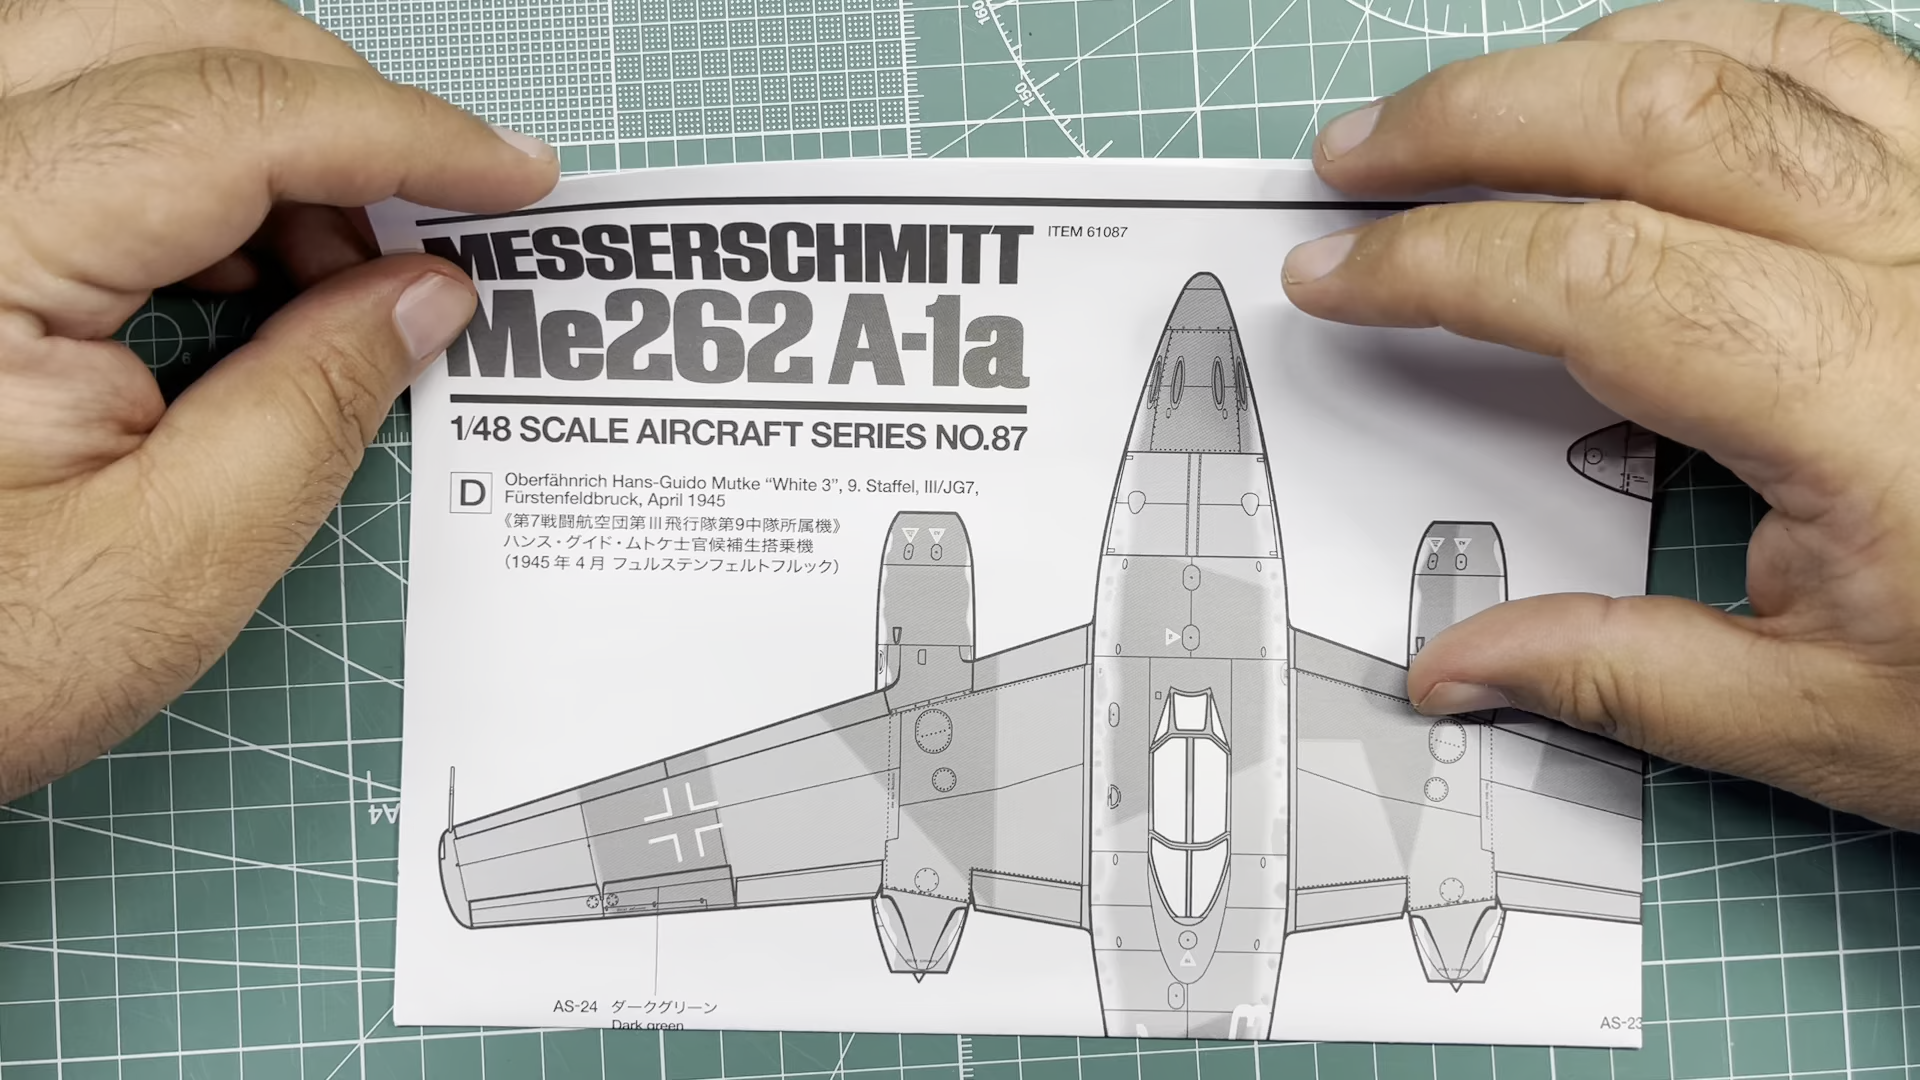 160
150
MESSERSCHMITT
ITEM 61087
Me262 A-1a
1/48 SCALE AIRCRAFT SERIES NO.87
D
Oberfähnrich Hans-Guido Mutke “White 3”, 9. Staffel, III/JG7,
Fürstenfeldbruck, April 1945
《第7戦闘航空団第III飛行隊第9中隊所属機》
ハンス・グイド・ムトケ士官候補生搭乗機
(1945年4月 フュルステンフェルトフルック)
6
A4
AS-24 ダークグリーン
Dark green
AS-23